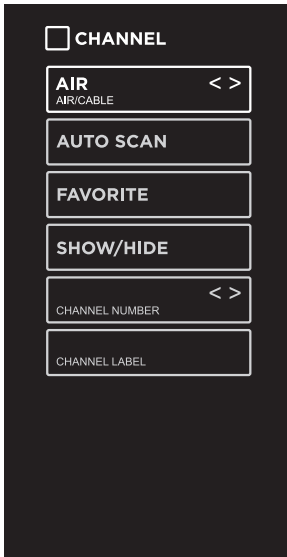 CHANNEL
AIR < >
AIR/CABLE
AUTO SCAN
FAVORITE
SHOW/HIDE
< >
CHANNEL NUMBER
CHANNEL LABEL